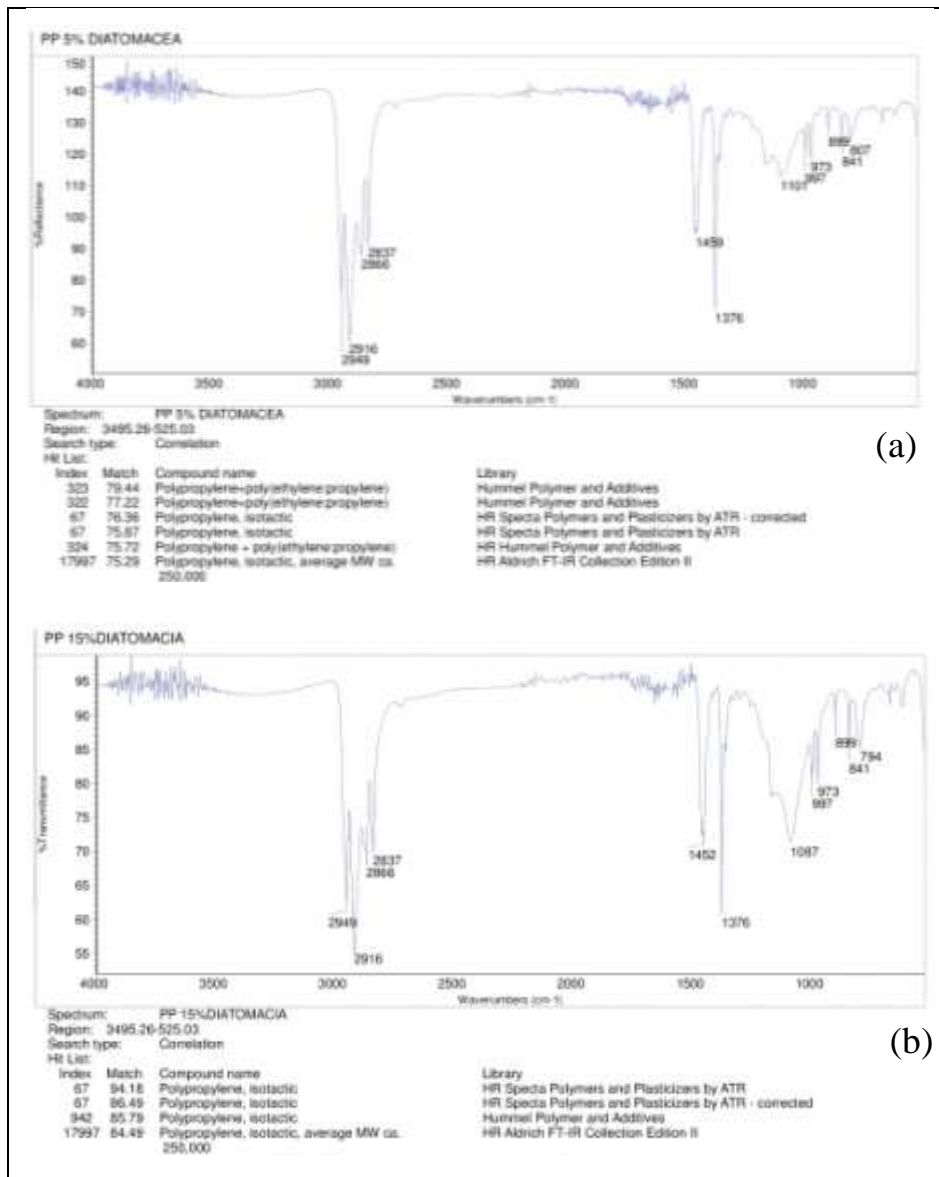 PP 5% DIATOMACEA
150
140
130
120
110
100
90
80
70
60
%Reflectance
2949
2916
2866
2837
1459
1376
1101
997
973
899
841
807
4000 3500 3000 2500 2000 1500 1000
Wavenumbers (cm-1)
Spectrum: PP 5% DIATOMACEA
Region: 3495.26-525.03
Search type: Correlation
Hit List:
Index Match Compound name Library
323 79.44 Polypropylene+poly(ethylene:propylene) Hummel Polymer and Additives
322 77.22 Polypropylene+poly(ethylene:propylene) Hummel Polymer and Additives
67 76.36 Polypropylene, isotactic HR Specta Polymers and Plasticizers by ATR - corrected
67 75.87 Polypropylene, isotactic HR Specta Polymers and Plasticizers by ATR
324 75.72 Polypropylene + poly(ethylene:propylene) HR Hummel Polymer and Additives
17997 75.29 Polypropylene, isotactic, average MW ca. HR Aldrich FT-IR Collection Edition II
250,000
(a)
PP 15%DIATOMACIA
95
90
85
80
75
70
65
60
55
%Transmittance
2949
2916
2866
2837
1452
1376
1087
997
973
899
841
794
4000 3500 3000 2500 2000 1500 1000
Wavenumbers (cm-1)
Spectrum: PP 15%DIATOMACIA
Region: 3495.26-525.03
Search type: Correlation
Hit List:
Index Match Compound name Library
67 94.18 Polypropylene, isotactic HR Specta Polymers and Plasticizers by ATR
67 86.49 Polypropylene, isotactic HR Specta Polymers and Plasticizers by ATR - corrected
942 85.79 Polypropylene, isotactic Hummel Polymer and Additives
17997 84.49 Polypropylene, isotactic, average MW ca. HR Aldrich FT-IR Collection Edition II
250,000
(b)